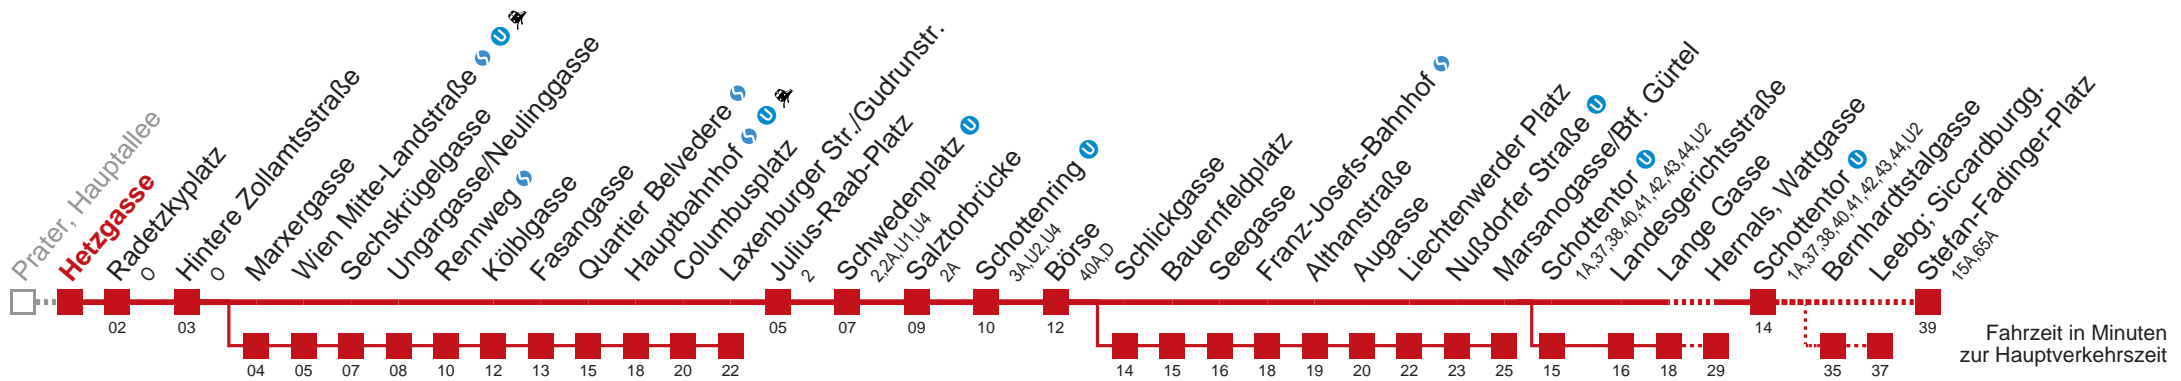 Prater, Hauptallee
Hetzgasse
Radetzkyplatz
O
Hintere Zollamtsstraße
O
Marxergasse
Wien Mitte-Landstraße U
Sechskrügelgasse
Ungargasse/Neulinggasse
Rennweg
Kölblgasse
Fasangasse
Quartier Belvedere
Hauptbahnhof U
Columbusplatz
Laxenburger Str./Gudrunstr.
Julius-Raab-Platz
2
Schwedenplatz U
2,2A,U1,U4
Salztorbrücke
2A
Schottenring U
3A,U2,U4
Börse
40A,D
Schlickgasse
Bauernfeldplatz
Seegasse
Franz-Josefs-Bahnhof
Althanstraße
Augasse
Liechtenwerder Platz
Nußdorfer Straße U
Marsanogasse/Btf. Gürtel
Schottentor U
1A,37,38,40,41,42,43,44,U2
Landesgerichtsstraße
Lange Gasse
Hernals, Wattgasse
Schottentor U
1A,37,38,40,41,42,43,44,U2
Bernhardtstalgasse
Leebg; Siccardburgg.
Stefan-Fadinger-Platz
15A,65A
02 03 05 07 09 10 12 14 39
04 05 07 08 10 12 13 15 18 20 22 14 15 16 18 19 20 22 23 25 15 16 18 29 35 37
Fahrzeit in Minuten
zur Hauptverkehrszeit